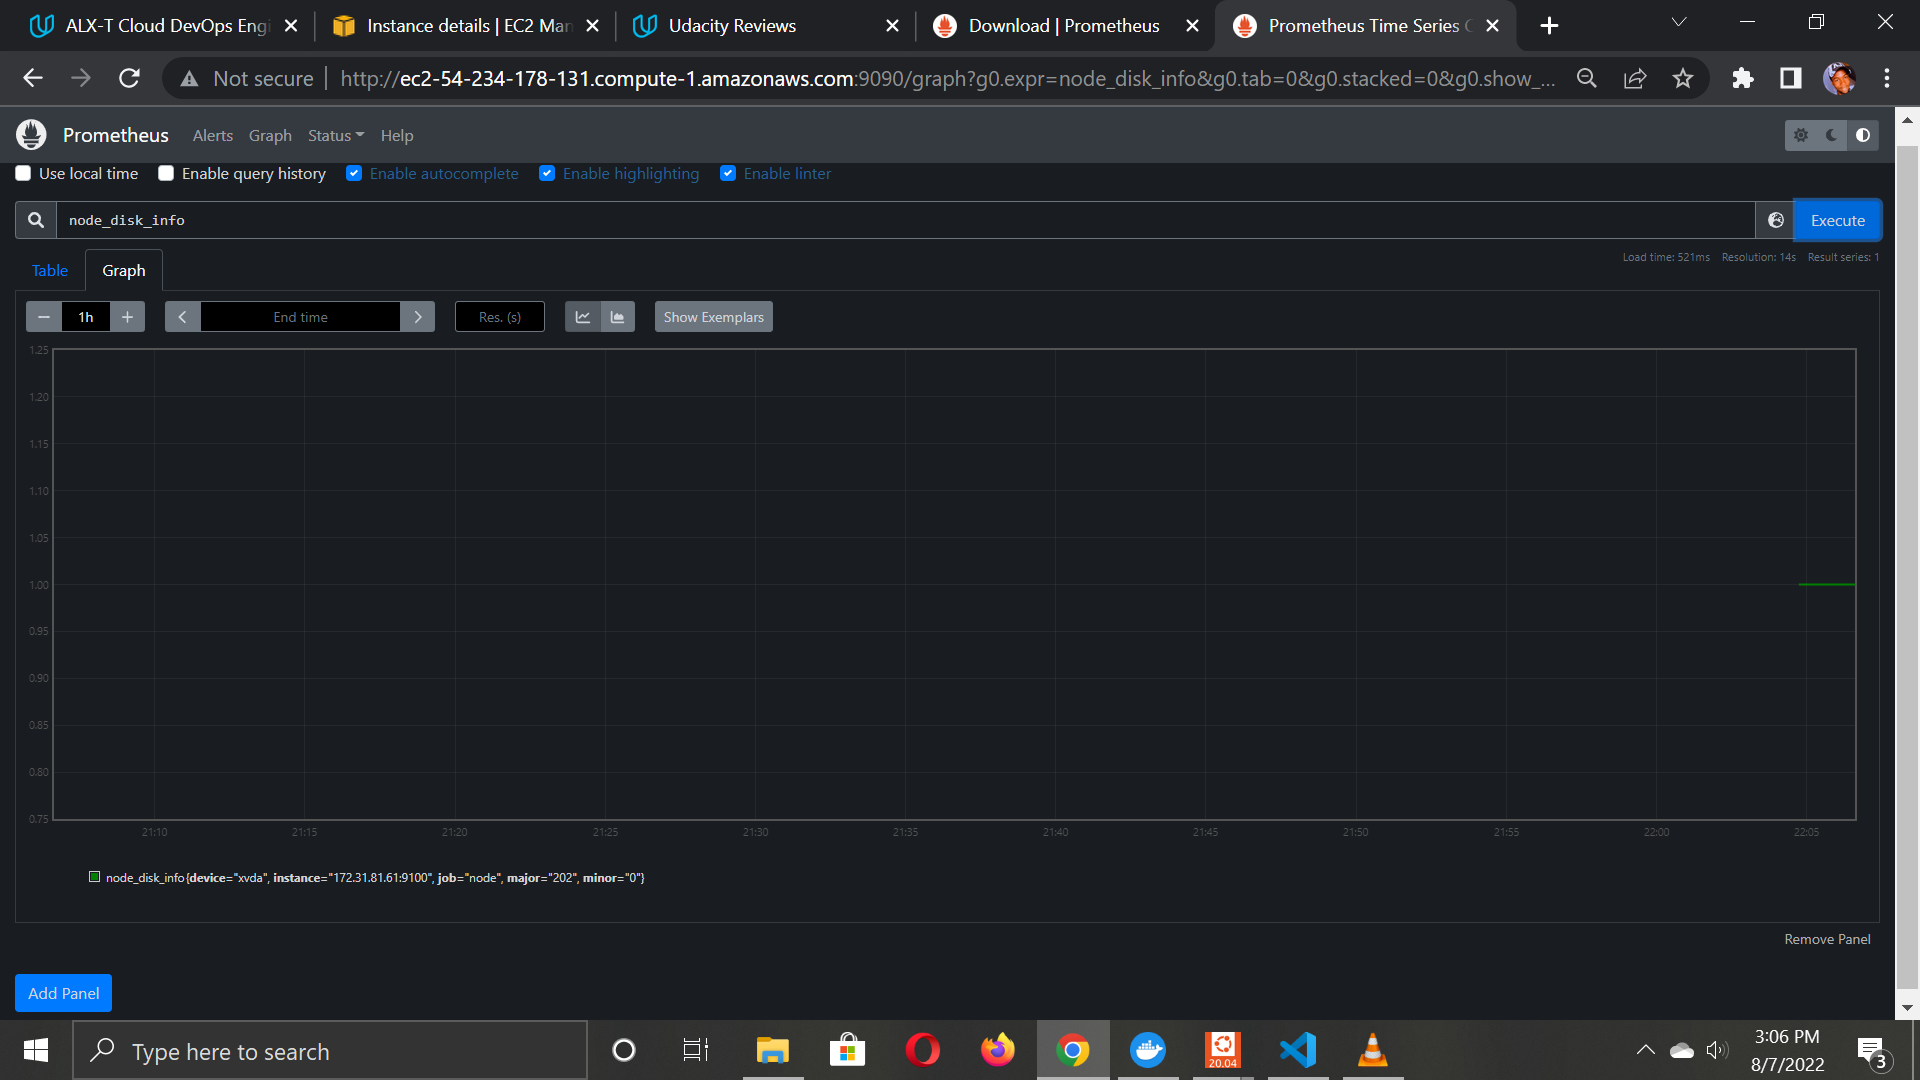 ALX-T Cloud DevOps Engi
Instance details | EC2 Man
Udacity Reviews
Download | Prometheus
Prometheus Time Series C
Not secure
http://ec2-54-234-178-131.compute-1.amazonaws.com:9090/graph?g0.expr=node_disk_info&g0.tab=0&g0.stacked=0&g0.show_...
Prometheus
Alerts
Graph
Status
Help
Use local time
Enable query history
Enable autocomplete
Enable highlighting
Enable linter
node_disk_info
Execute
Table
Graph
Load time: 521ms
Resolution: 14s
Result series: 1
1h
End time
Res. (s)
Show Exemplars
1.25
1.20
1.15
1.10
1.05
1.00
0.95
0.90
0.85
0.80
0.75
21:10
21:15
21:20
21:25
21:30
21:35
21:40
21:45
21:50
21:55
22:00
22:05
node_disk_info{device="xvda", instance="172.31.81.61:9100", job="node", major="202", minor="0"}
Remove Panel
Add Panel
Type here to search
20.04
3:06 PM
8/7/2022
3